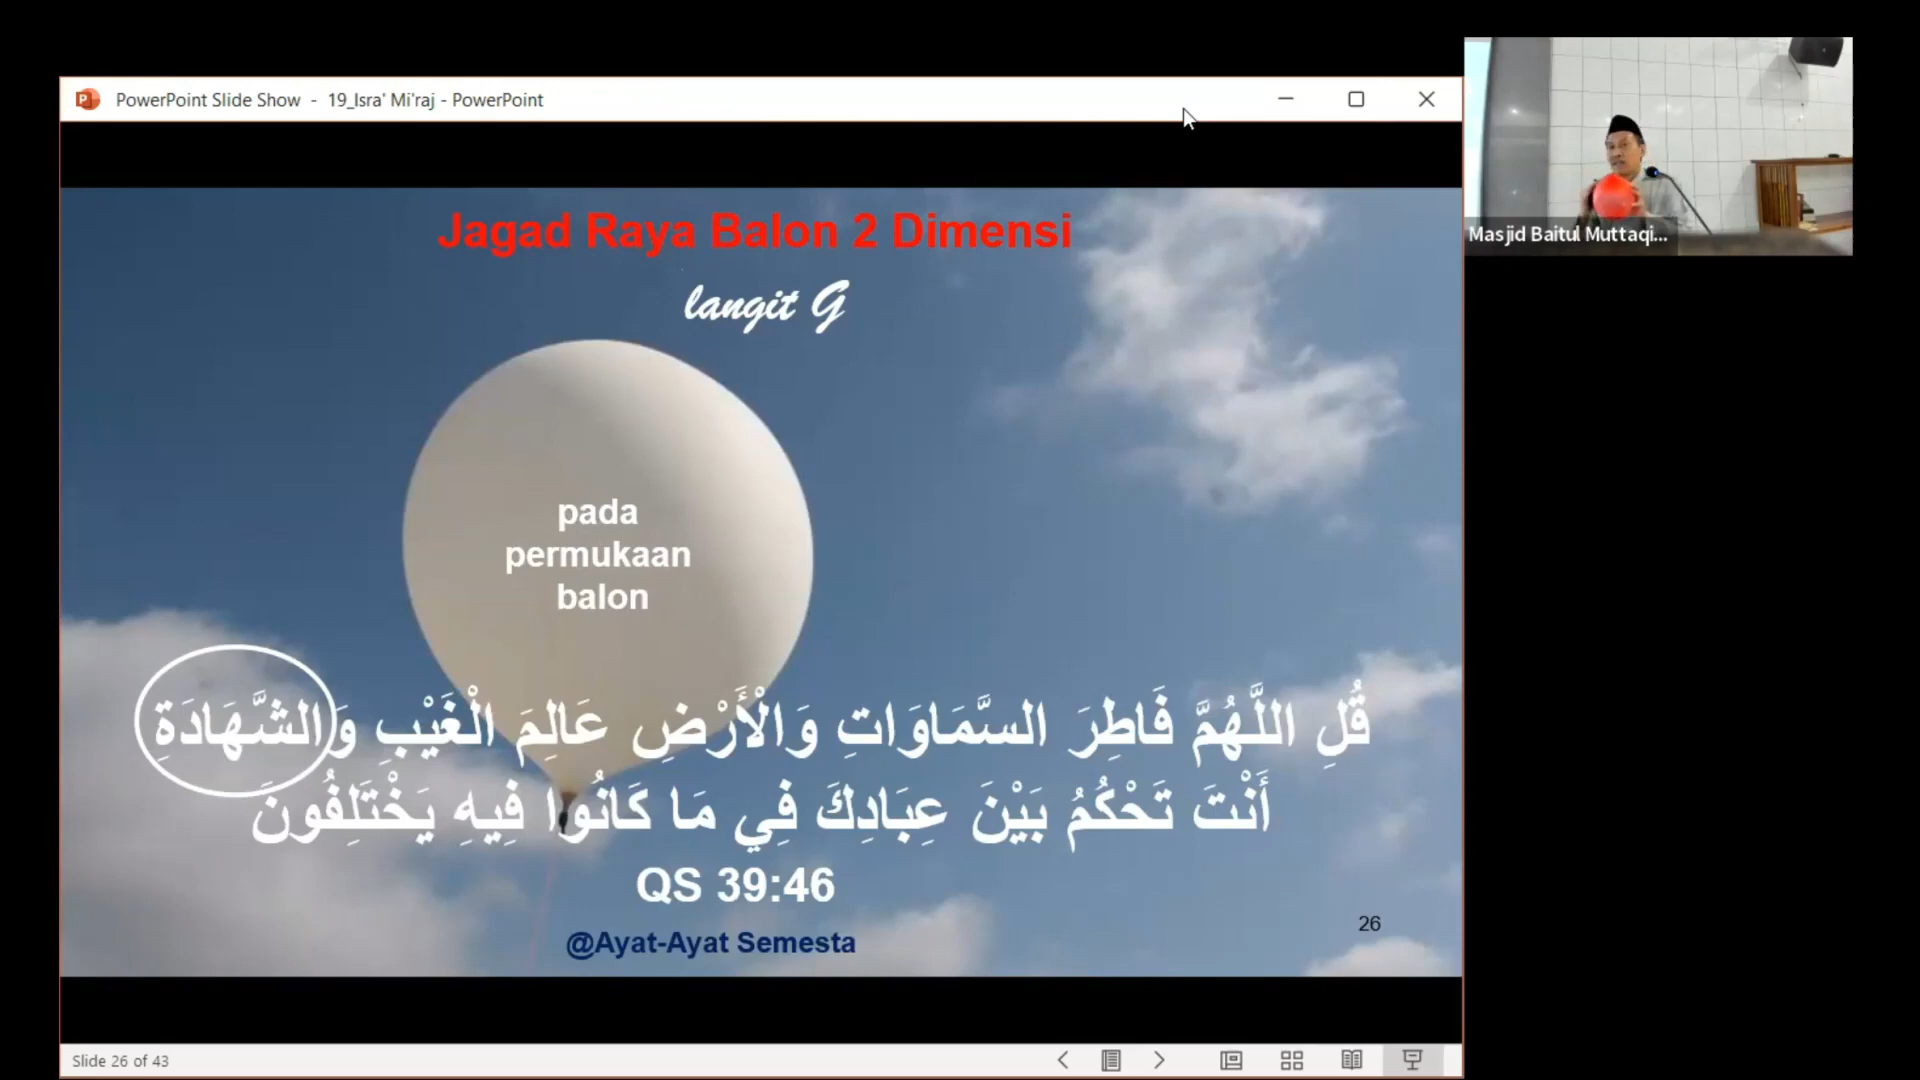 PowerPoint Slide Show - 19_Isra' Mi'raj - PowerPoint
Jagad Raya Balon 2 Dimensi
langit G
pada
permukaan
balon
قُلِ اللَّهُمَّ فَاطِرَ السَّمَاوَاتِ وَالْأَرْضِ عَالِمَ الْغَيْبِ وَالشَّهَادَةِ
أَنْتَ تَحْكُمُ بَيْنَ عِبَادِكَ فِي مَا كَانُوا فِيهِ يَخْتَلِفُونَ
QS 39:46
@Ayat-Ayat Semesta
26
Slide 26 of 43
Masjid Baitul Muttaqi...